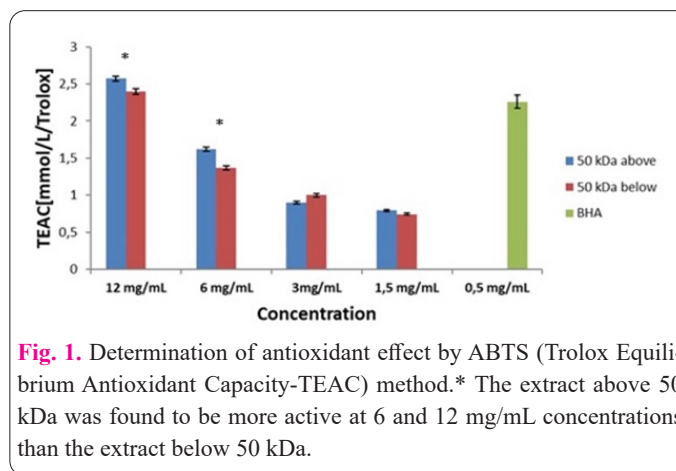 3
2,5
2
1,5
1
0,5
0
TEAC[mmol/L/Trolox]
*
*
12 mg/mL 6 mg/mL 3mg/mL 1,5 mg/mL 0,5 mg/mL
Concentration
50 kDa above
50 kDa below
BHA
Fig. 1. Determination of antioxidant effect by ABTS (Trolox Equili-
brium Antioxidant Capacity-TEAC) method.* The extract above 50
kDa was found to be more active at 6 and 12 mg/mL concentrations
than the extract below 50 kDa.